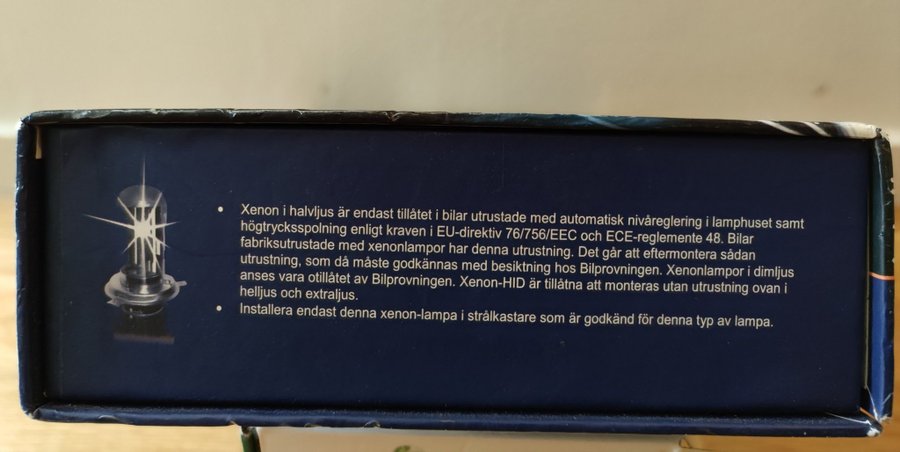 • Xenon i halvljus är endast tillåtet i bilar utrustade med automatisk nivåreglering i lamphuset samt
högtrycksspolning enligt kraven i EU-direktiv 76/756/EEC och ECE-reglemente 48. Bilar
fabriksutrustade med xenonlampor har denna utrustning. Det går att eftermontera sådan
utrustning, som då måste godkännas med besiktning hos Bilprovningen. Xenonlampor i dimljus
anses vara otillåtet av Bilprovningen. Xenon-HID är tillåtna att monteras utan utrustning ovan i
helljus och extraljus.
• Installera endast denna xenon-lampa i strålkastare som är godkänd för denna typ av lampa.